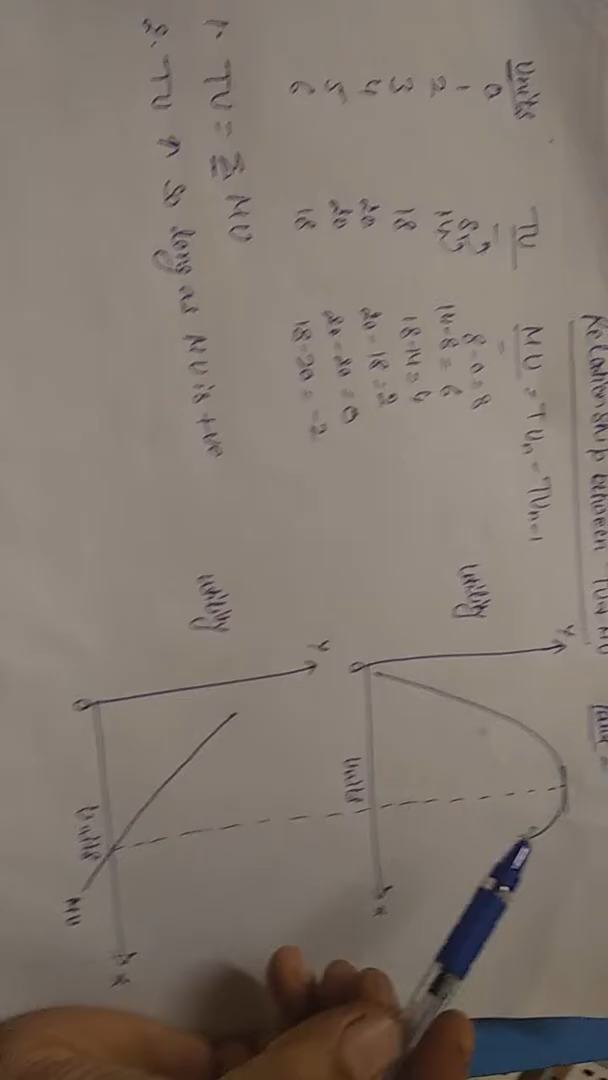 Relationship between TU & MU
Units TU MU = TUn - TUn-1
0
1 8 8-0=8
2 14 14-8=6
3 18 18-14=4
4 20 20-18=2
5 20 20-20=0
6 18 18-20=-2
1. TU = Σ MU
2. TU ↑ so long as MU is +ve
Y
utility
O
units
X
Y
utility
O
units
X
MU